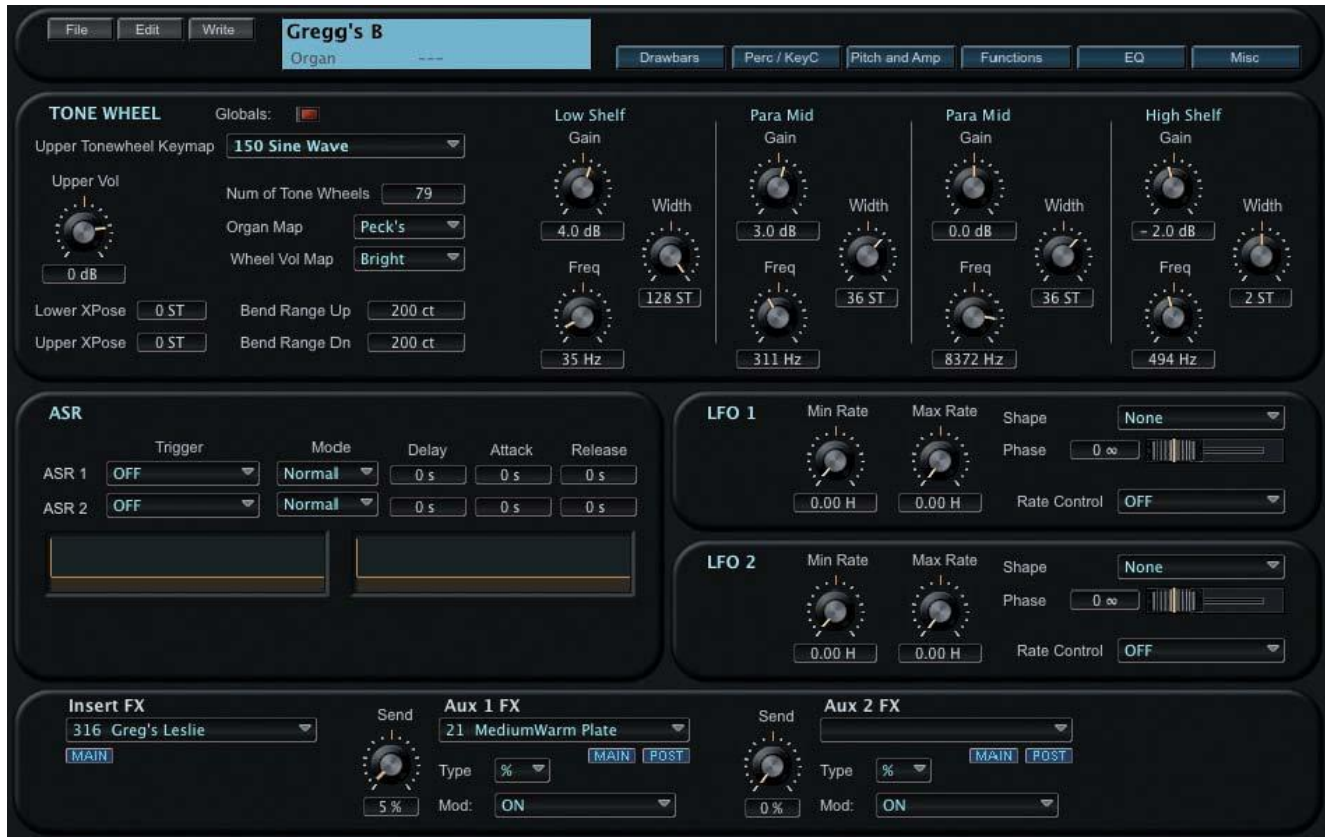 File Edit Write
Gregg's B
Organ ---
Drawbars Perc / KeyC Pitch and Amp Functions EQ Misc
TONE WHEEL Globals:
Upper Tonewheel Keymap 150 Sine Wave
Upper Vol
0 dB
Num of Tone Wheels 79
Organ Map Peck's
Wheel Vol Map Bright
Lower XPose 0 ST Bend Range Up 200 ct
Upper XPose 0 ST Bend Range Dn 200 ct
Low Shelf
Gain
4.0 dB
Width
128 ST
Freq
35 Hz
Para Mid
Gain
3.0 dB
Width
36 ST
Freq
311 Hz
Para Mid
Gain
0.0 dB
Width
36 ST
Freq
8372 Hz
High Shelf
Gain
- 2.0 dB
Width
2 ST
Freq
494 Hz
ASR
Trigger Mode Delay Attack Release
ASR 1 OFF Normal 0 s 0 s 0 s
ASR 2 OFF Normal 0 s 0 s 0 s
LFO 1
Min Rate Max Rate
0.00 H 0.00 H
Shape None
Phase 0 ∞
Rate Control OFF
LFO 2
Min Rate Max Rate
0.00 H 0.00 H
Shape None
Phase 0 ∞
Rate Control OFF
Insert FX
316 Greg's Leslie
MAIN
Send
5 %
Aux 1 FX
21 MediumWarm Plate
MAIN POST
Type %
Mod: ON
Send
0 %
Aux 2 FX
MAIN POST
Type %
Mod: ON